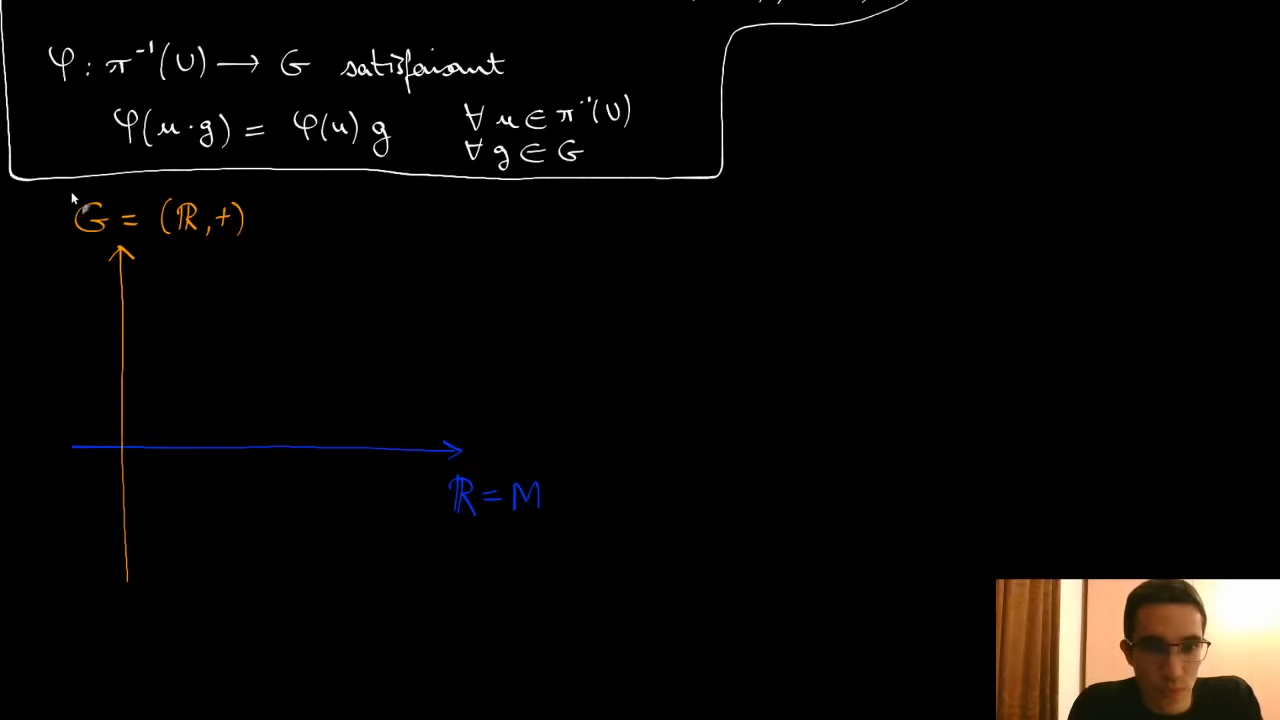 φ : π⁻¹(U) ⟶ G satisfaisant
φ(u · g) = φ(u) g ∀ u ∈ π⁻¹(U)
∀ g ∈ G
G = (ℝ, +)
ℝ = M